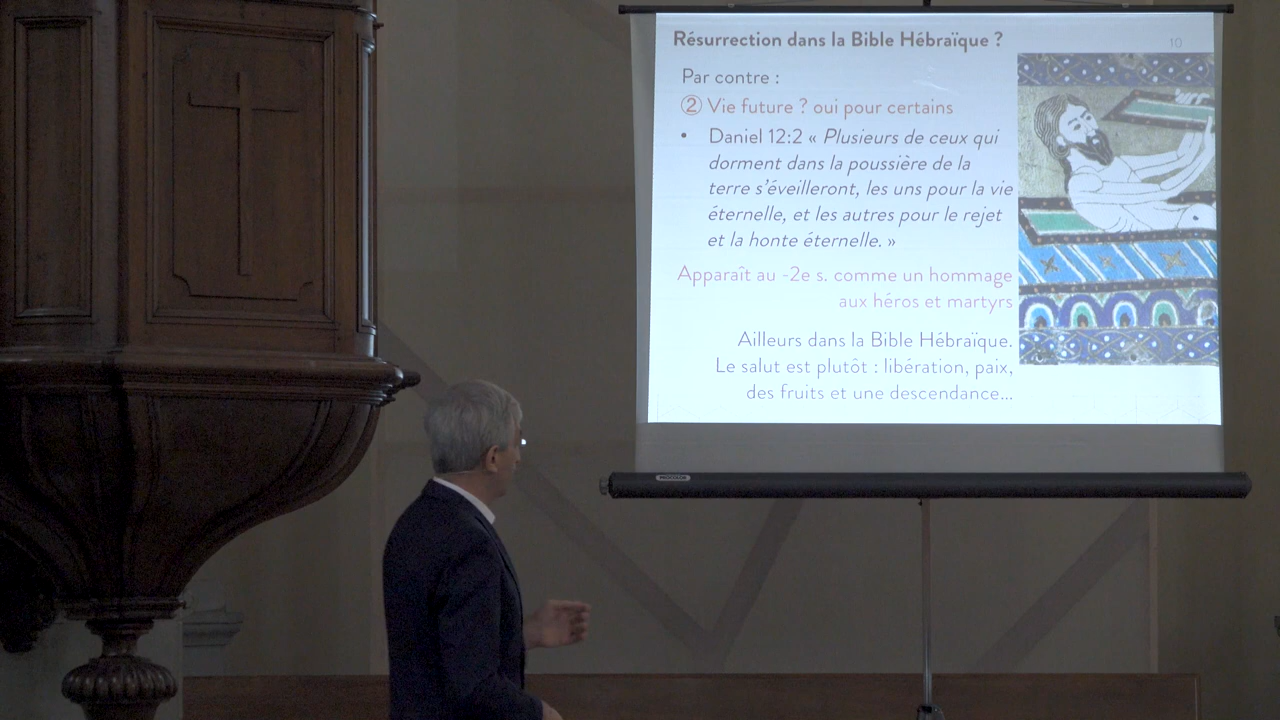 Résurrection dans la Bible Hébraïque ?
10
Par contre :
② Vie future ? oui pour certains
• Daniel 12:2 « Plusieurs de ceux qui
dorment dans la poussière de la
terre s'éveilleront, les uns pour la vie
éternelle, et les autres pour le rejet
et la honte éternelle. »
Apparaît au -2e s. comme un hommage
aux héros et martyrs
Ailleurs dans la Bible Hébraïque.
Le salut est plutôt : libération, paix,
des fruits et une descendance...
PROCOLOR